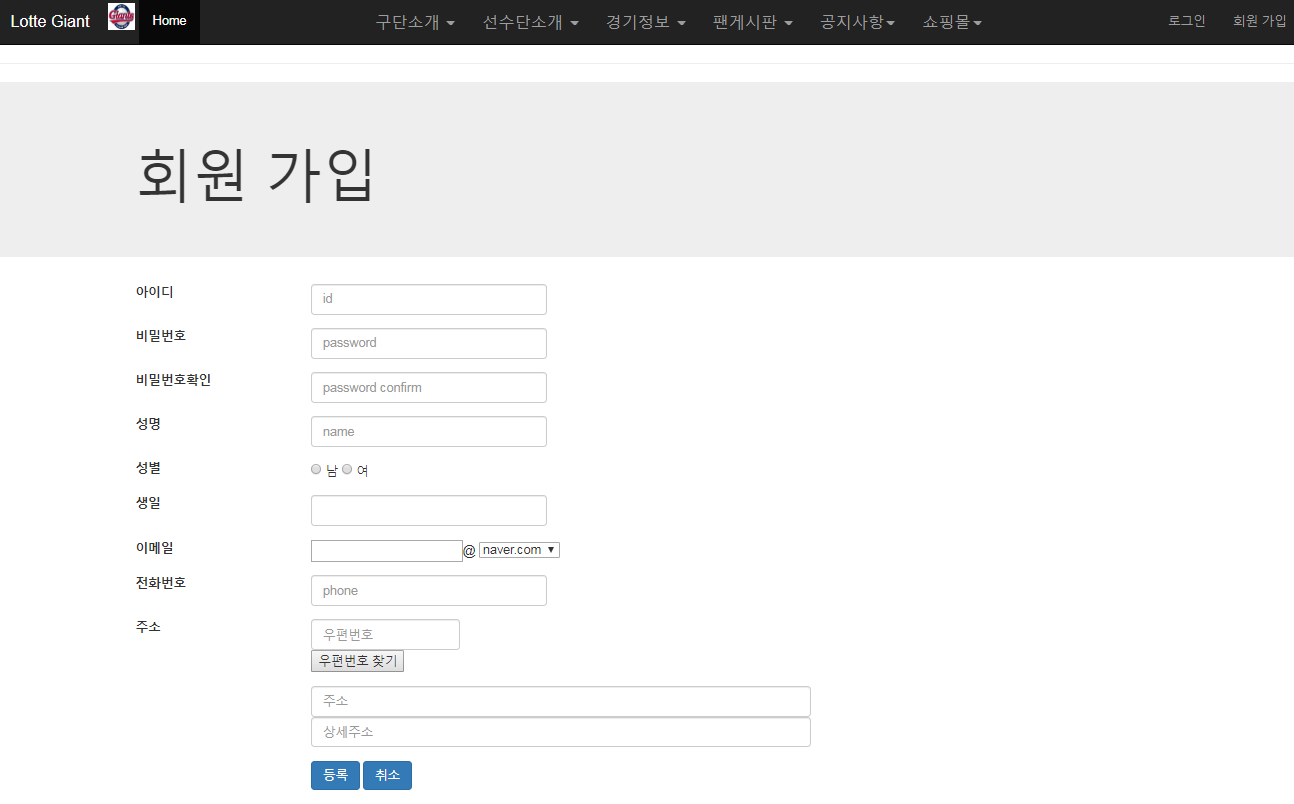 Lotte Giant Giants Home 구단소개 선수단소개 경기정보 팬게시판 공지사항 쇼핑몰 로그인 회원 가입
회원 가입
아이디 id
비밀번호 password
비밀번호확인 password confirm
성명 name
성별 남 여
생일
이메일 @ naver.com
전화번호 phone
주소 우편번호
우편번호 찾기
주소
상세주소
등록 취소